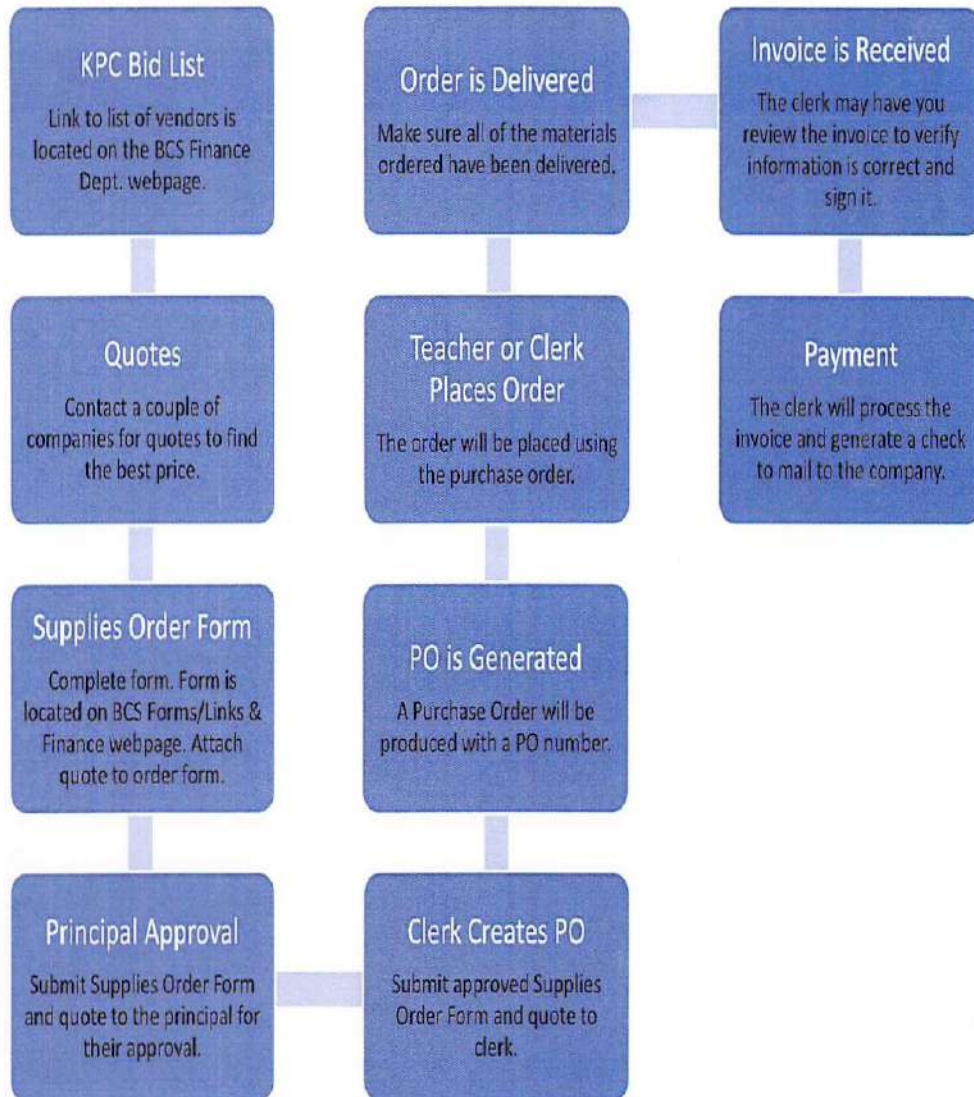 KPC Bid List
Link to list of vendors is
located on the BCS Finance
Dept. webpage.
Quotes
Contact a couple of
companies for quotes to find
the best price.
Supplies Order Form
Complete form. Form is
located on BCS Forms/Links &
Finance webpage. Attach
quote to order form.
Principal Approval
Submit Supplies Order Form
and quote to the principal for
their approval.
Clerk Creates PO
Submit approved Supplies
Order Form and quote to
clerk.
PO is Generated
A Purchase Order will be
produced with a PO number.
Teacher or Clerk
Places Order
The order will be placed using
the purchase order.
Order is Delivered
Make sure all of the materials
ordered have been delivered.
Invoice is Received
The clerk may have you
review the invoice to verify
information is correct and
sign it.
Payment
The clerk will process the
invoice and generate a check
to mail to the company.